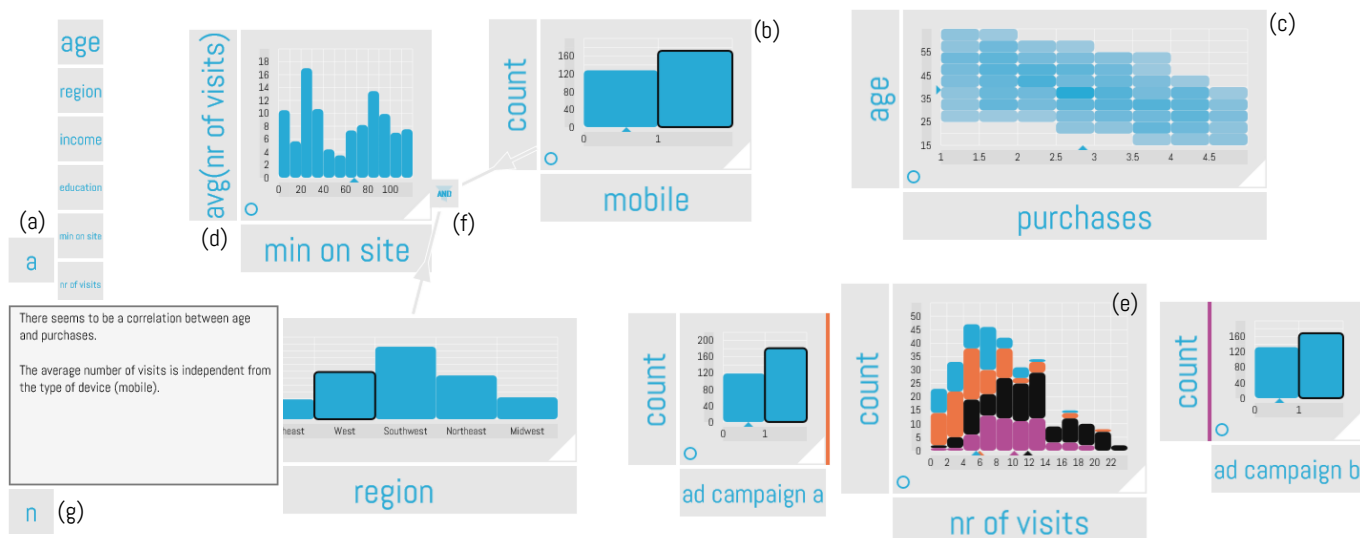 age
region
income
education
min on site
nr of visits
(a)
a
avg(nr of visits)
18
16
14
12
10
8
6
4
2
0
0 20 40 60 80 100
(d)
min on site
AND
(f)
count
160
120
80
40
0
0 1
(b)
mobile
age
55
45
35
25
15
1 1.5 2 2.5 3 3.5 4 4.5
(c)
purchases
There seems to be a correlation between age
and purchases.
The average number of visits is independent from
the type of device (mobile).
n
(g)
heast West Southwest Northeast Midwest
region
count
200
160
120
80
40
0
0 1
ad campaign a
count
50
45
40
35
30
25
20
15
10
5
0
0 2 4 6 8 10 12 14 16 18 20 22
(e)
nr of visits
count
160
120
80
40
0
0 1
ad campaign b